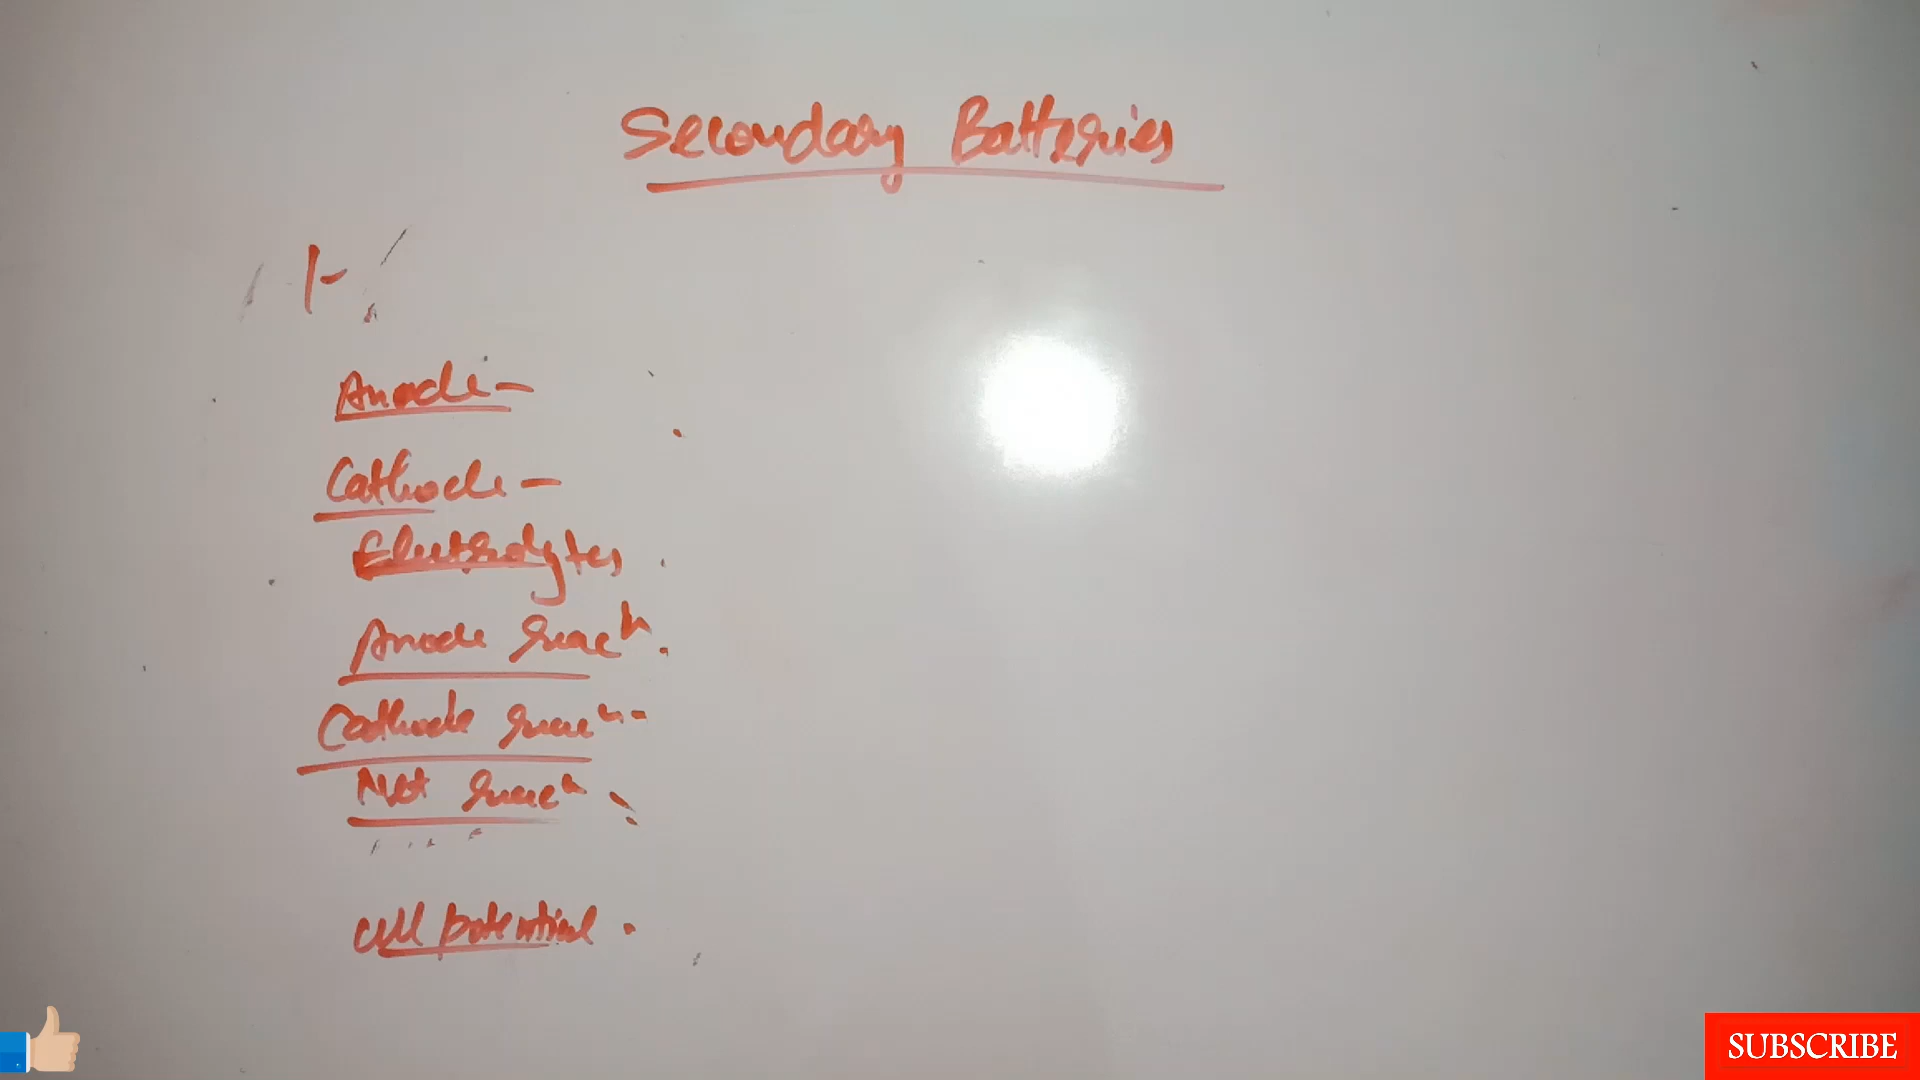 Secondary Batteries
1-
Anode-
Cathode-
Electrolytes
Anode reacn.
Cathode reacn-
Net reacn
cell potential.
SUBSCRIBE